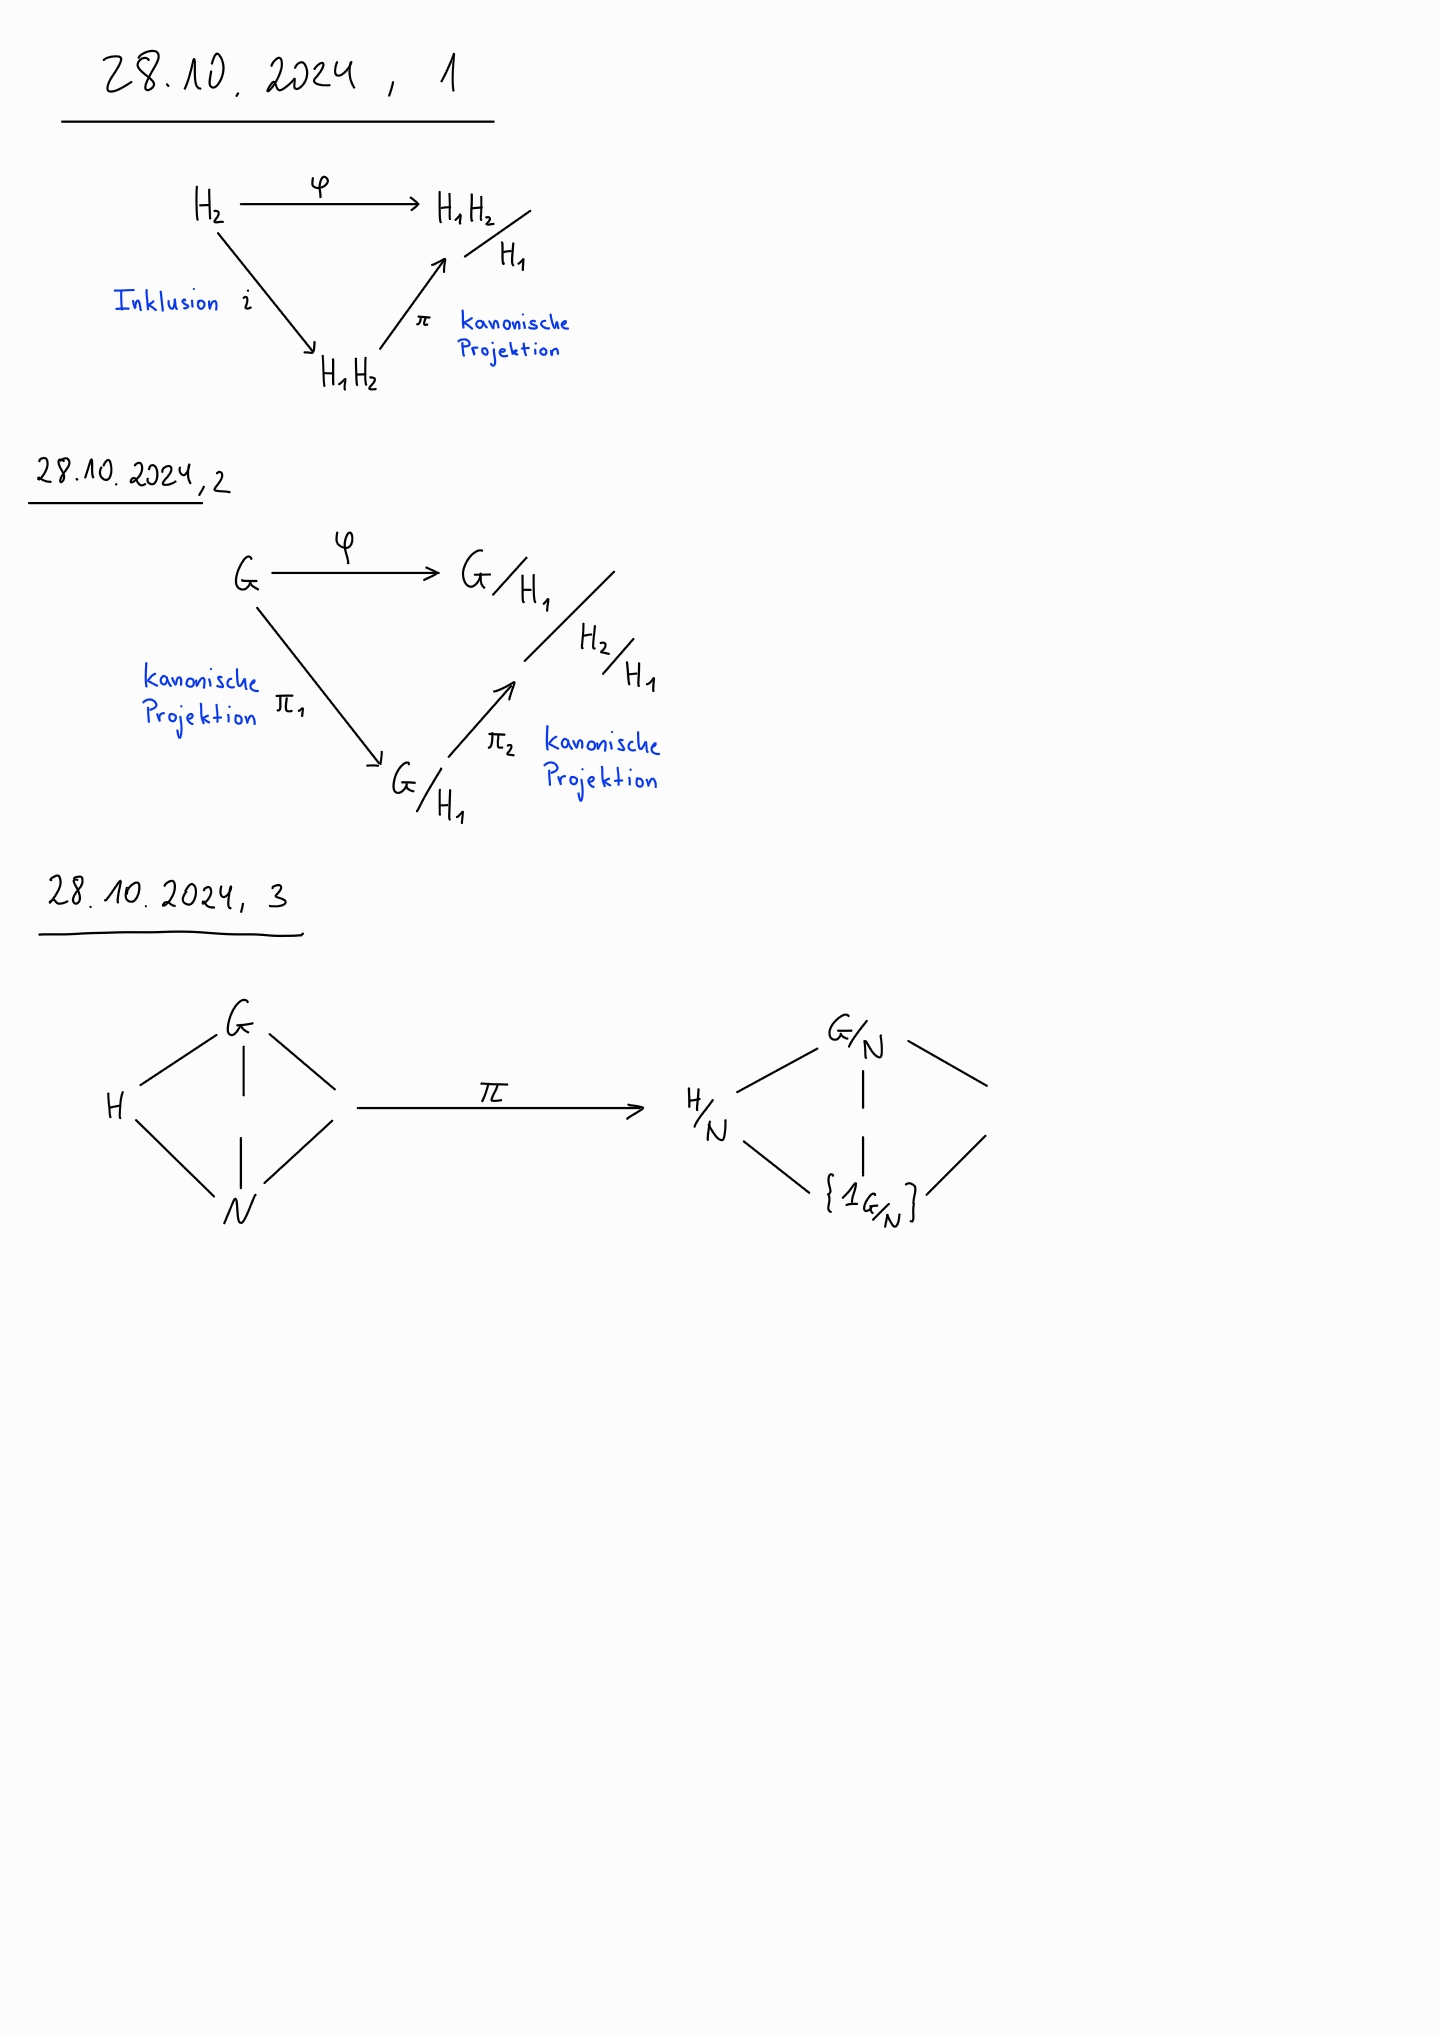 28.10. 2024, 1
H₂ φ H₁H₂ / H₁
Inklusion i
π kanonische
Projektion
H₁H₂
28.10. 2024, 2
G φ G/H₁ / H₂/H₁
kanonische
Projektion π₁
π₂ kanonische
Projektion
G/H₁
28.10.2024, 3
G
H
N
π
G/N
H/N
{1_{G/N}}